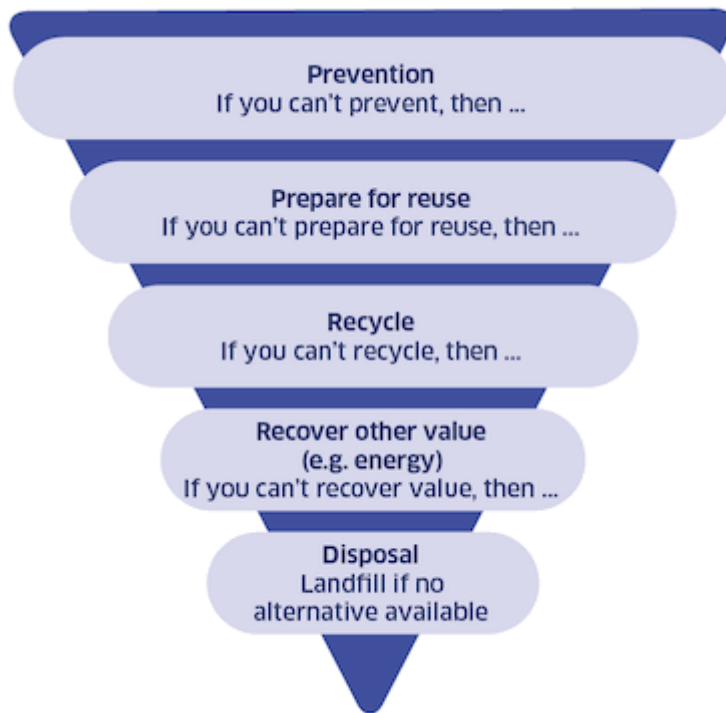 Prevention
If you can't prevent, then ...
Prepare for reuse
If you can't prepare for reuse, then ...
Recycle
If you can't recycle, then ...
Recover other value
(e.g. energy)
If you can't recover value, then ...
Disposal
Landfill if no
alternative available